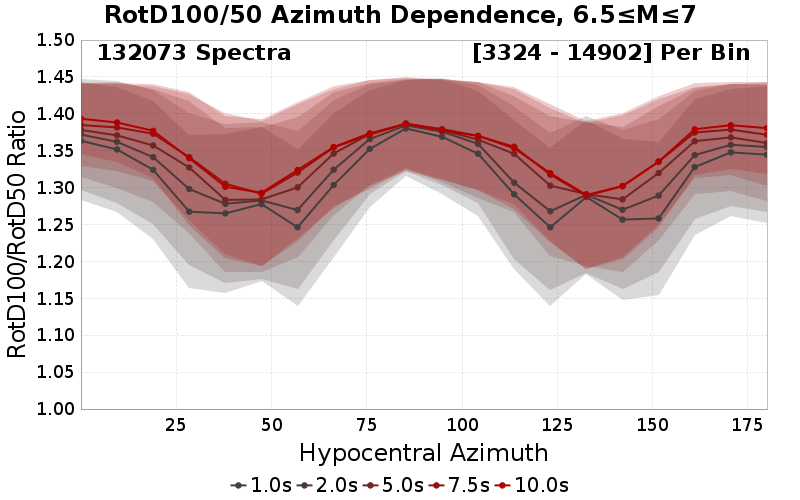 RotD100/50 Azimuth Dependence, 6.5≤M≤7
132073 Spectra
[3324 - 14902] Per Bin
RotD100/RotD50 Ratio
1.50
1.45
1.40
1.35
1.30
1.25
1.20
1.15
1.10
1.05
1.00
25 50 75 100 125 150 175
Hypocentral Azimuth
1.0s 2.0s 5.0s 7.5s 10.0s